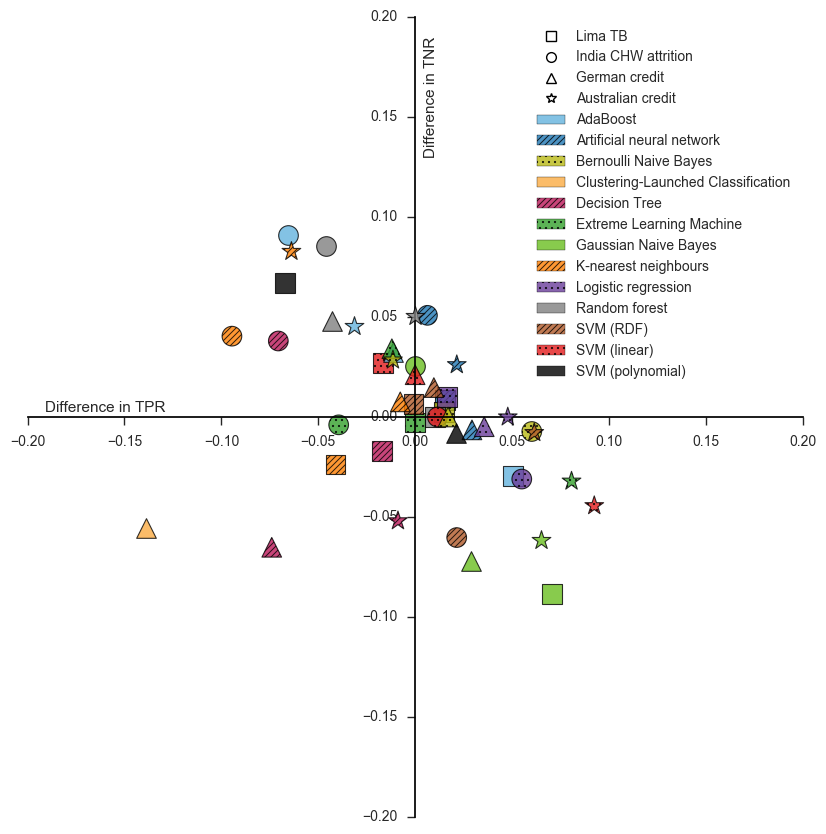 0.20
Difference in TNR
Lima TB
India CHW attrition
German credit
Australian credit
AdaBoost
Artificial neural network
Bernoulli Naive Bayes
Clustering-Launched Classification
Decision Tree
Extreme Learning Machine
Gaussian Naive Bayes
K-nearest neighbours
Logistic regression
Random forest
SVM (RDF)
SVM (linear)
SVM (polynomial)
0.15
0.10
0.05
Difference in TPR
0.00
−0.20 −0.15 −0.10 −0.05 0.00 0.05 0.10 0.15 0.20
−0.05
−0.10
−0.15
−0.20